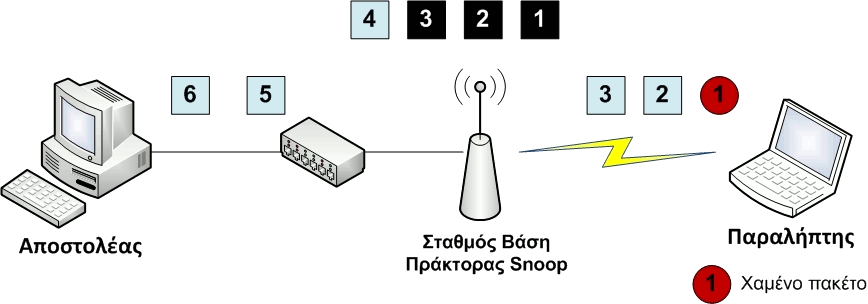 4 3 2 1
6 5 3 2 1
Αποστολέας
Σταθμός Βάση
Πράκτορας Snoop
Παραλήπτης
1 Χαμένο πακέτο